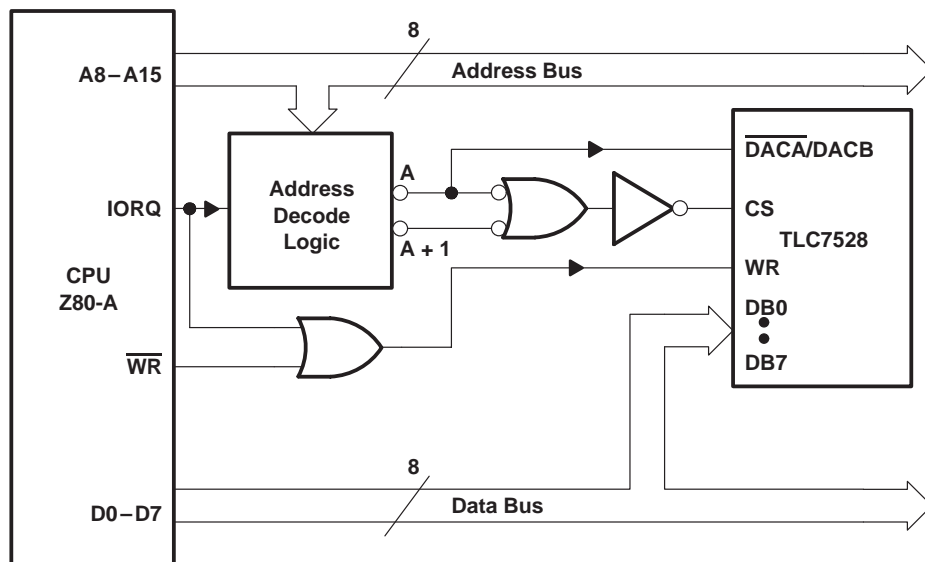 8
A8–A15
Address Bus
A
DACA/DACB
Address
Decode
Logic
IORQ
CS
A + 1
TLC7528
CPU
Z80-A
WR
DB0
WR
DB7
8
D0–D7
Data Bus